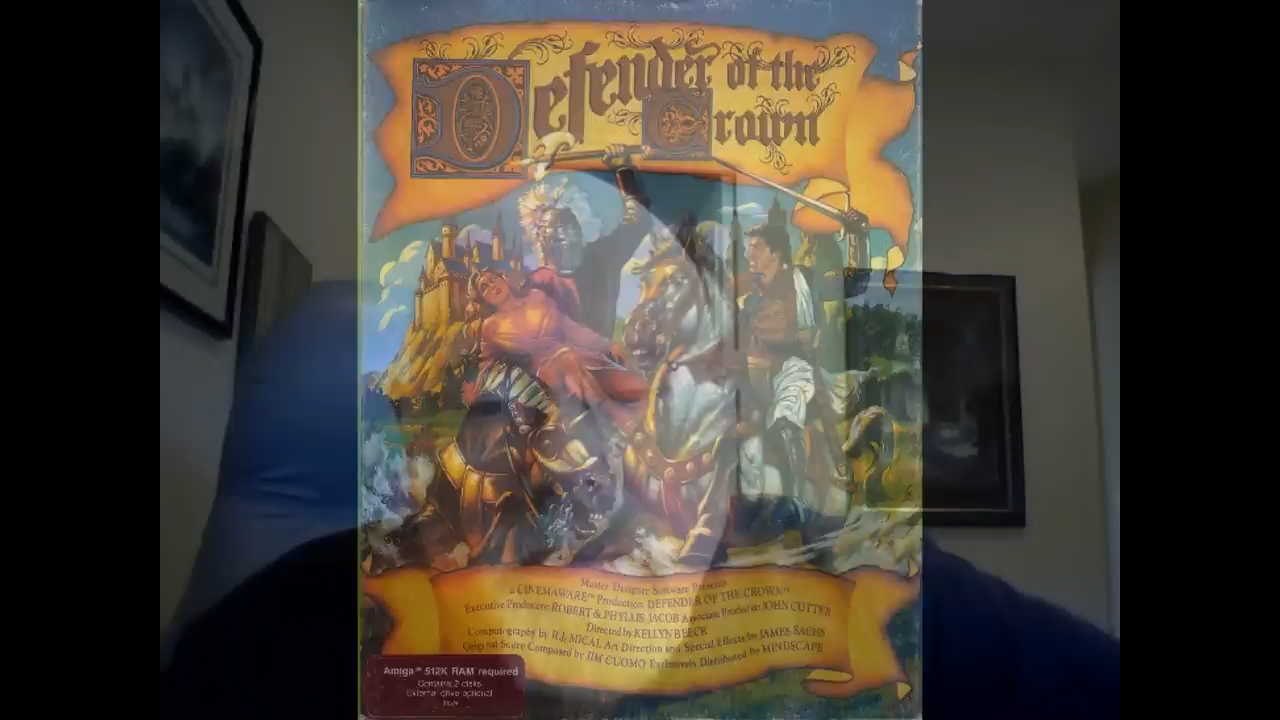 Defender of the
Crown
Master Designer Software Presents
a CINEMAWARE™ Production DEFENDER OF THE CROWN™
Executive Producers ROBERT & PHYLLIS JACOB Associate Producer JOHN CUTTER
Directed by KELLYN BEECK
Computography by R.J. MICAL Art Direction and Special Effects by JAMES SACHS
Original Score Composed by JIM CUOMO Exclusively Distributed by MINDSCAPE
Amiga™ 512K RAM required
Contains 2 disks
External drive optional